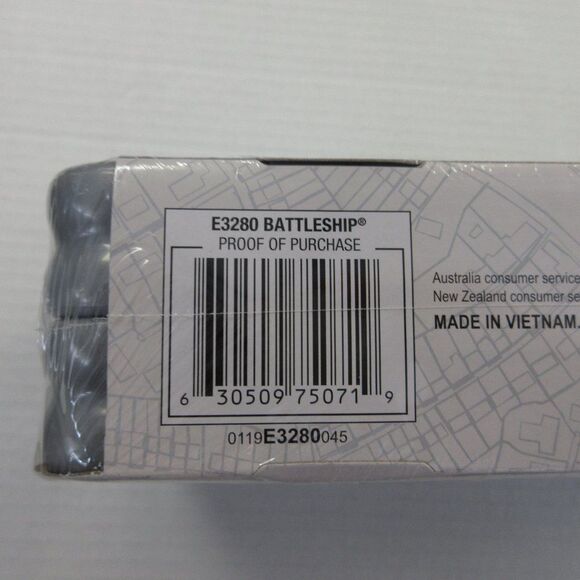 E3280 BATTLESHIP®
PROOF OF PURCHASE
6 30509 75071 9
0119E3280045
Australia consumer service
New Zealand consumer se
MADE IN VIETNAM.